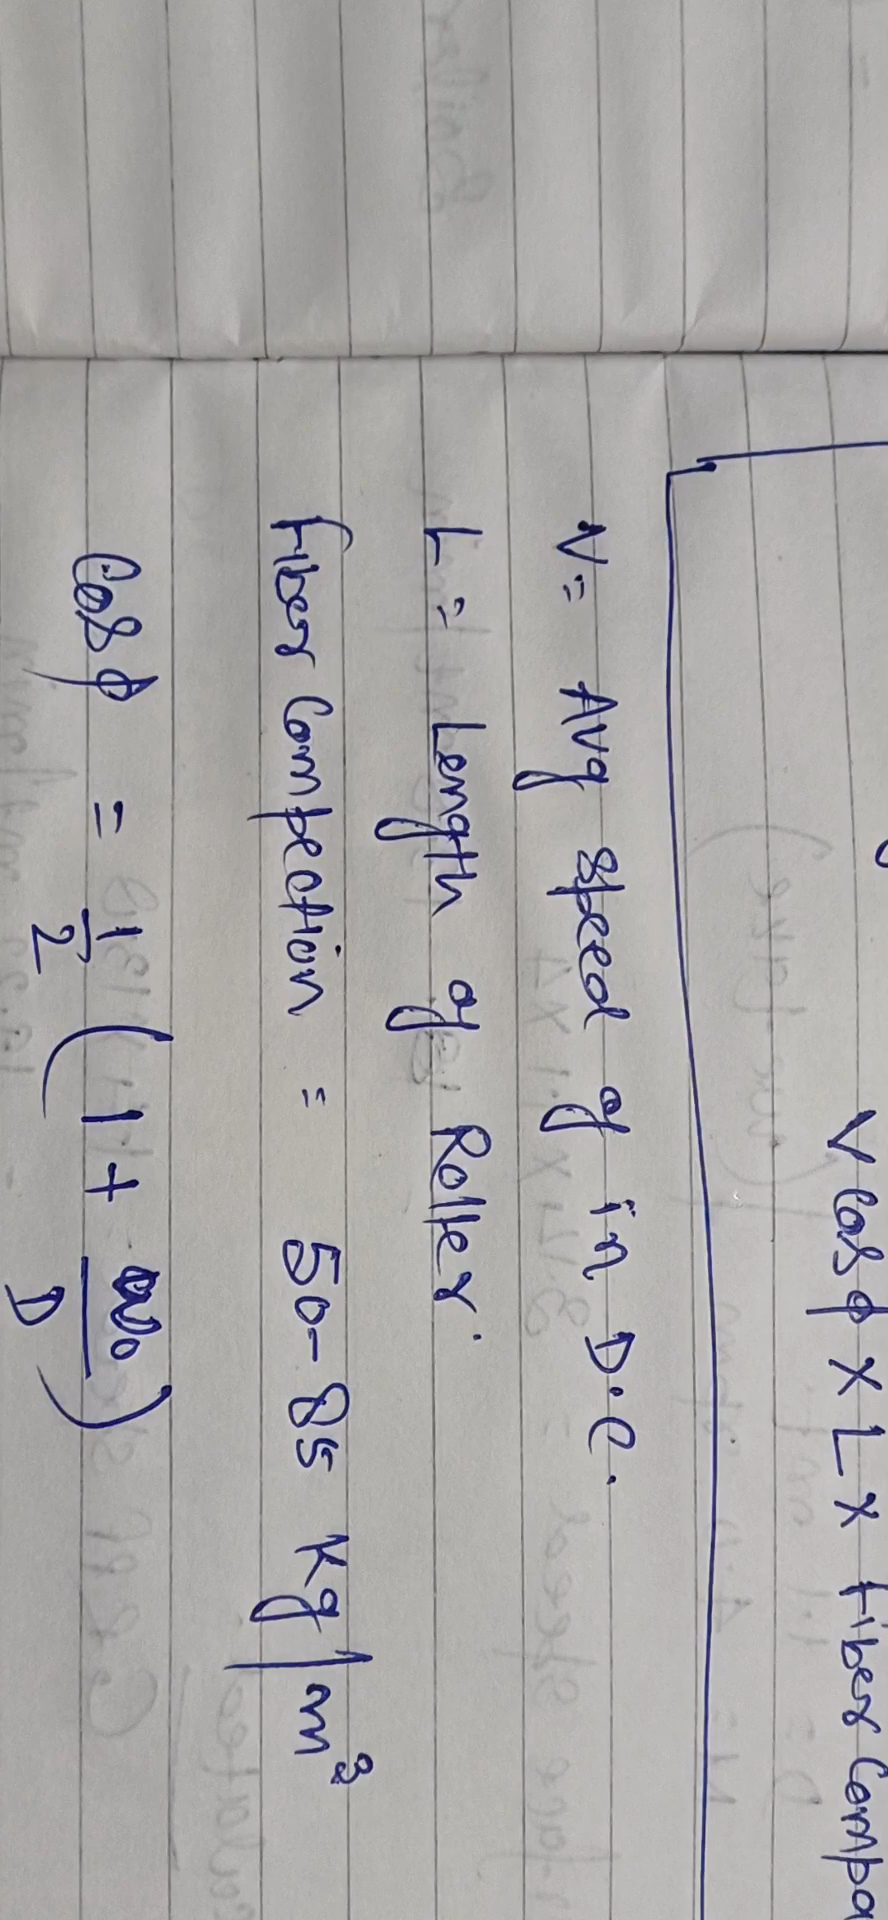 V Cos φ x L x fiber Compa
V = Avg speed of in D.C.
L = Length of Roller.
fiber Compection = 50-85 Kg/m³
Cos φ = 1/2 (1 + /D)